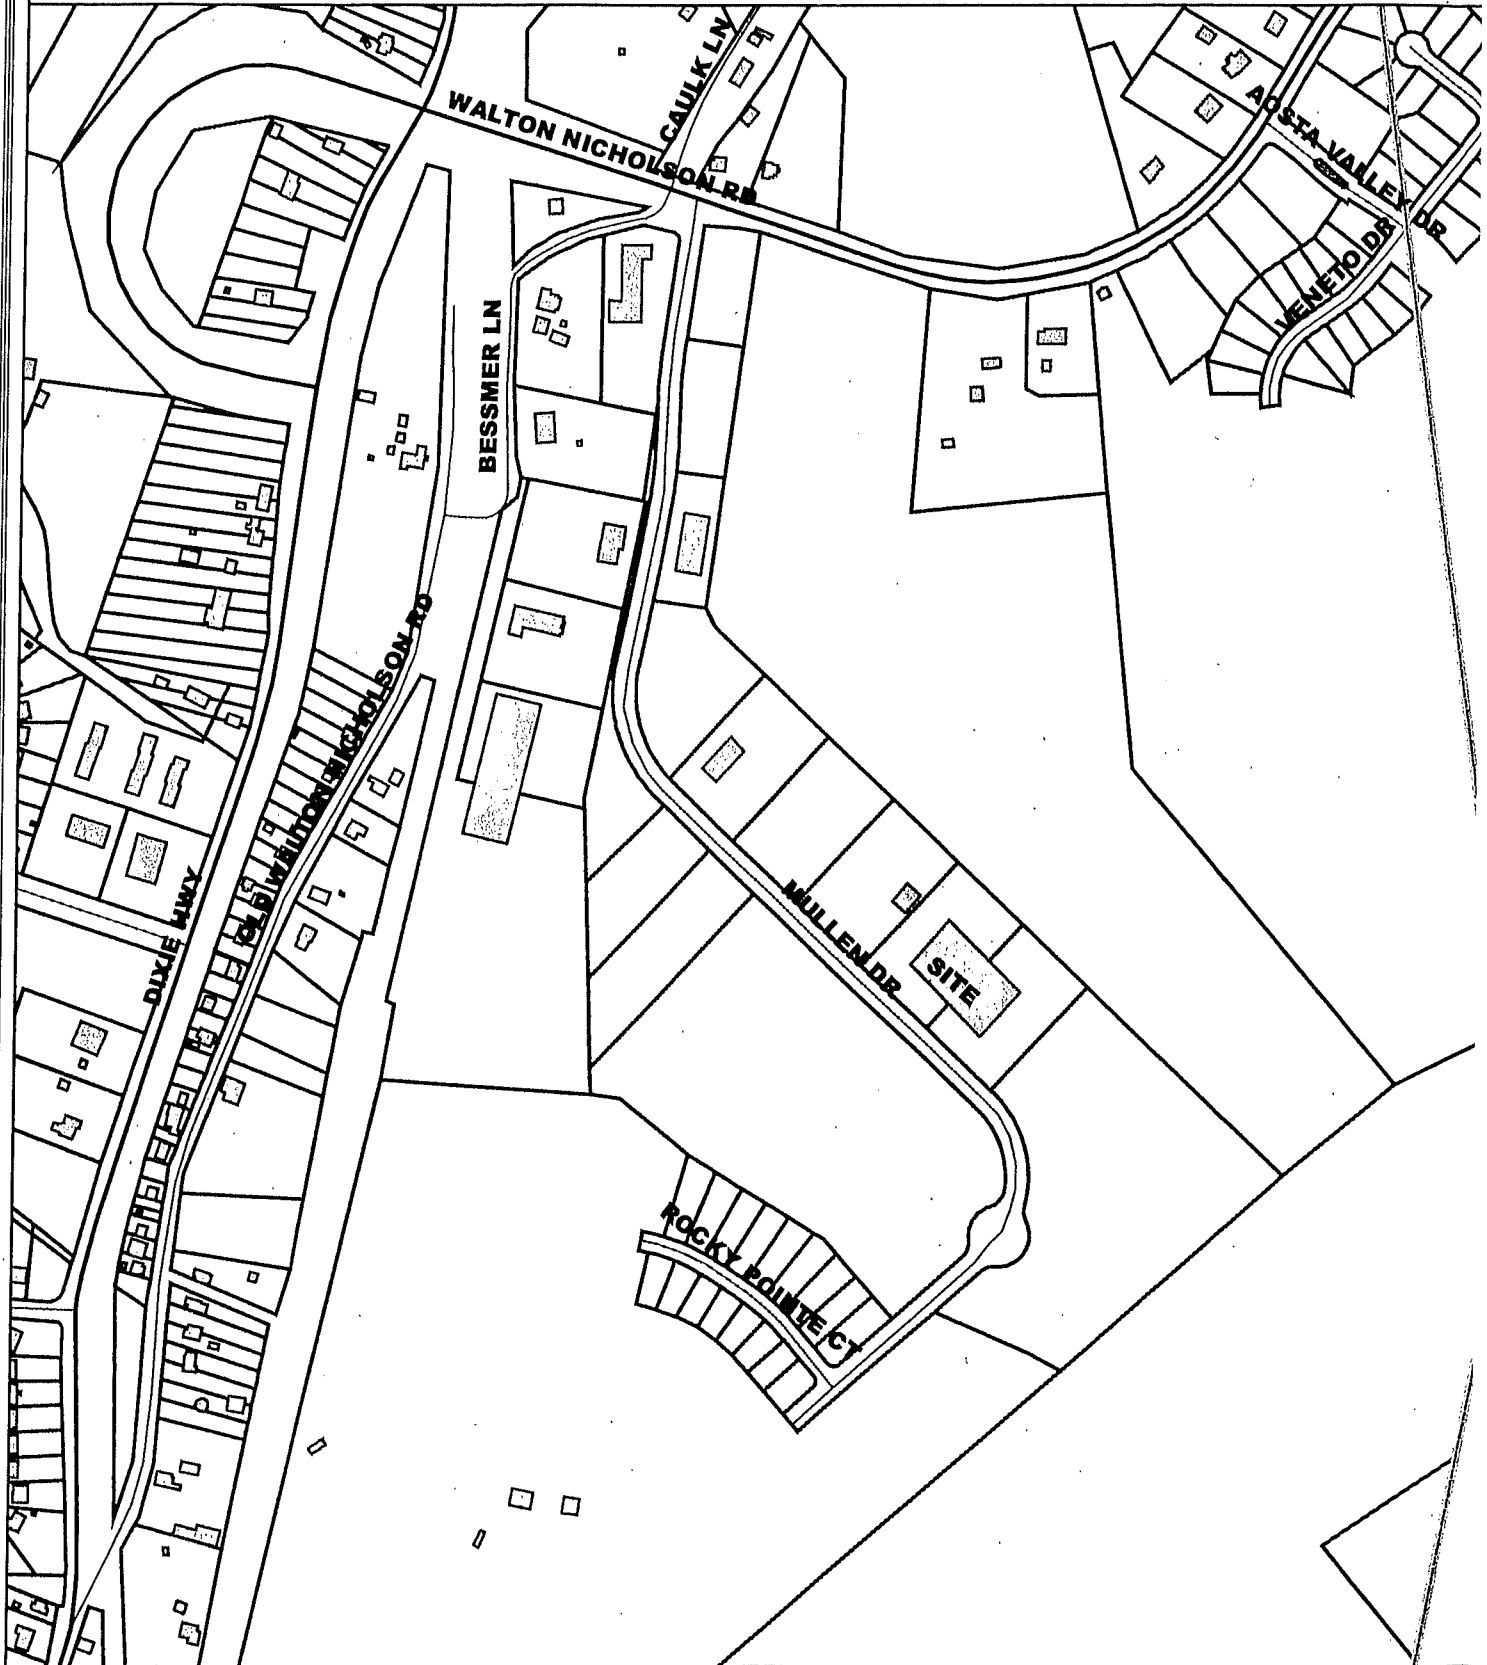 CAULK LN
WALTON NICHOLSON RD
AOSTA VALLEY DR
VENETO DR
BESSMER LN
OLD WALTON NICHOLSON RD
DIXIE HWY
MULLEN DR
SITE
ROCKY POINTE CT